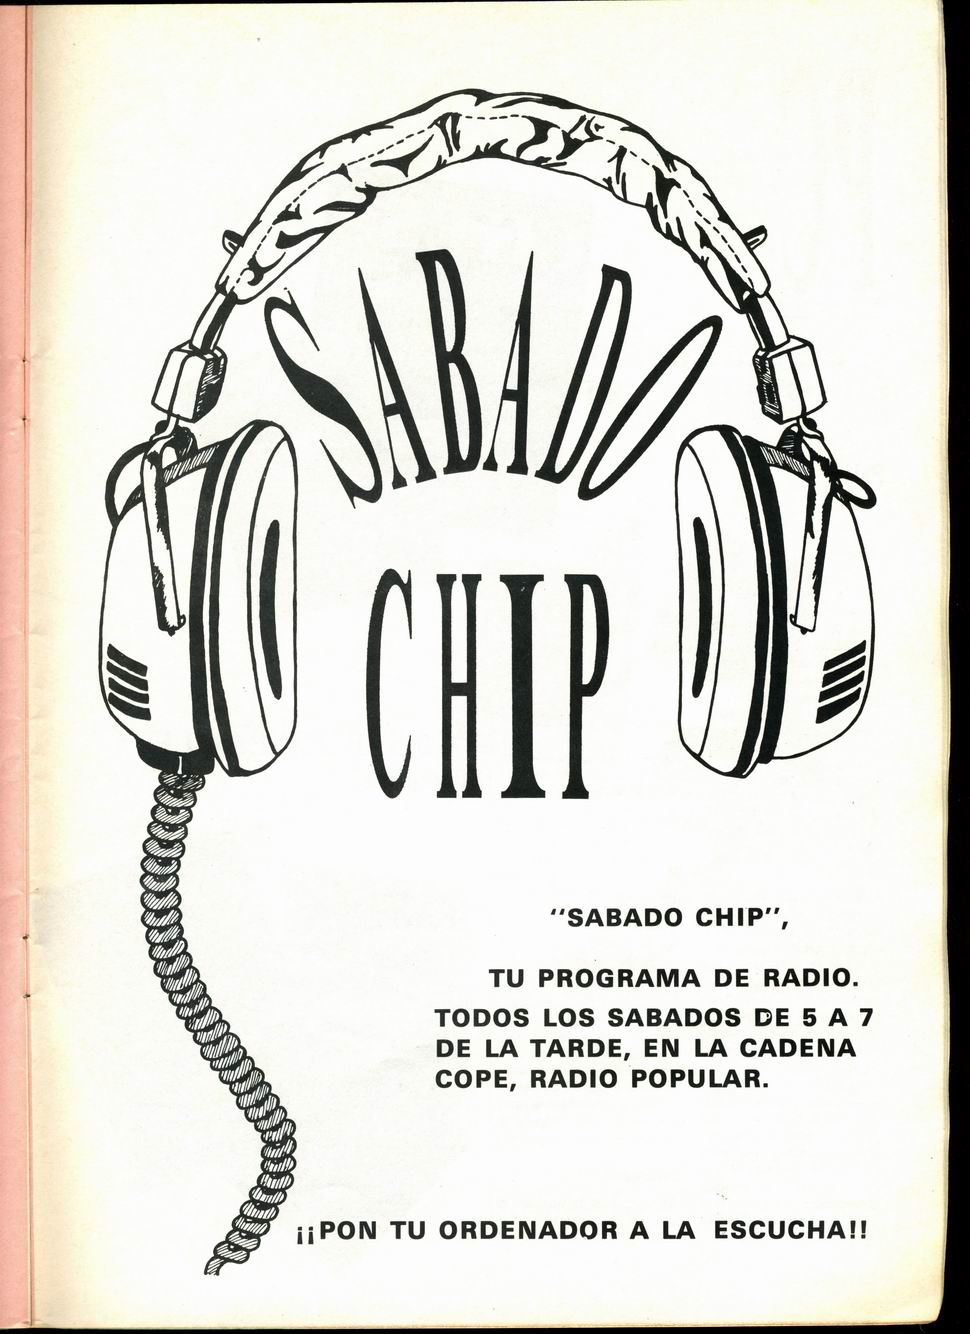 SABADO
CHIP
"SABADO CHIP",
TU PROGRAMA DE RADIO.
TODOS LOS SABADOS DE 5 A 7
DE LA TARDE, EN LA CADENA
COPE, RADIO POPULAR.
¡¡PON TU ORDENADOR A LA ESCUCHA!!